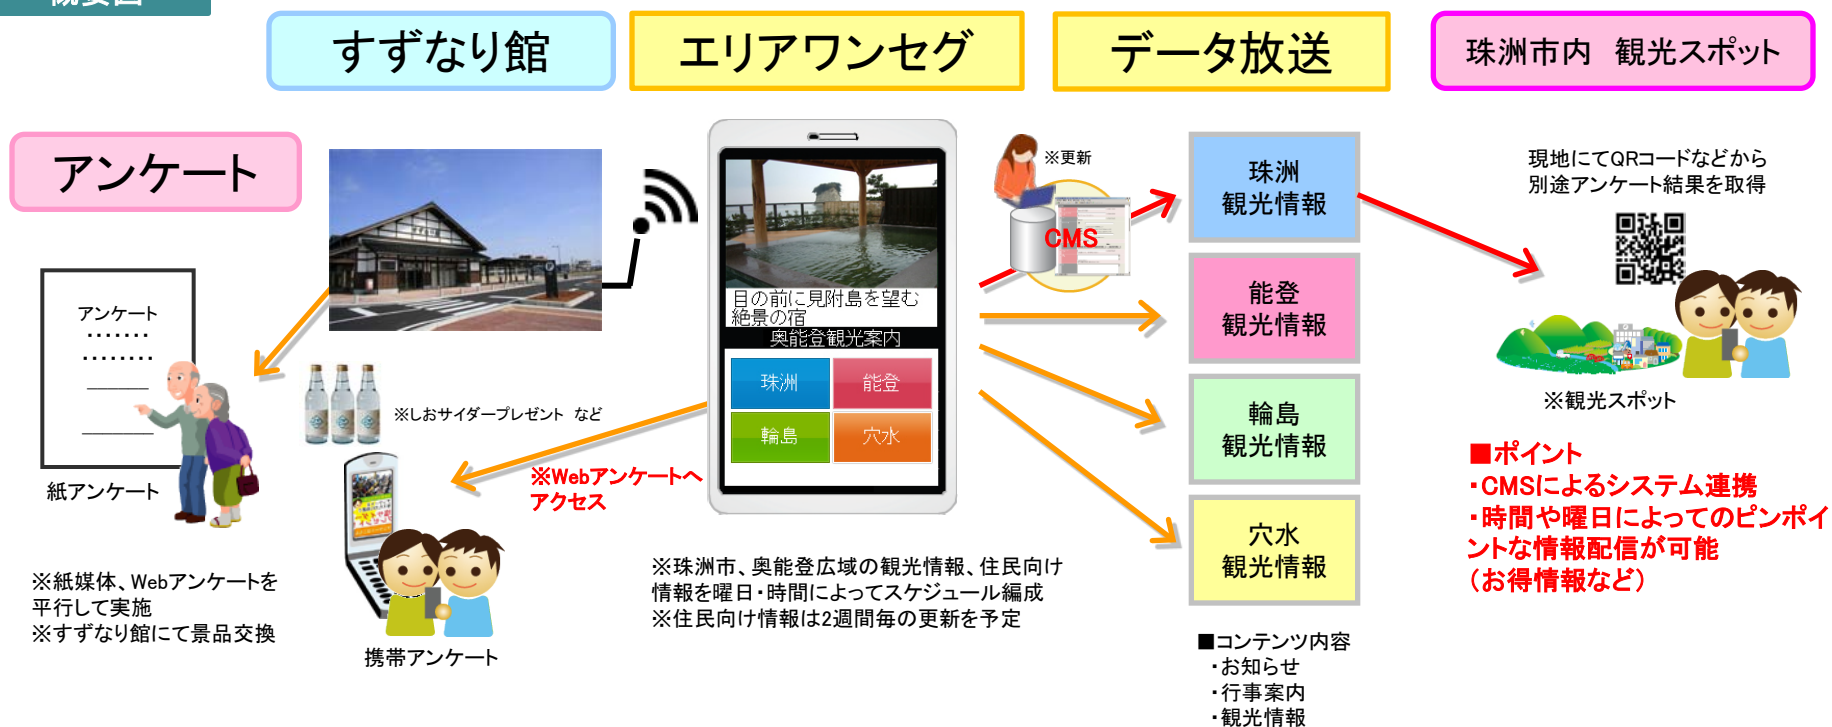 概要図
すずなり館
エリアワンセグ
データ放送
珠洲市内　観光スポット
アンケート
アンケート
・・・・・・・
・・・・・・・・
紙アンケート
※紙媒体、Webアンケートを
平行して実施
※すずなり館にて景品交換
※しおサイダープレゼント　など
携帯アンケート
※Webアンケートへ
アクセス
目の前に見附島を望む
絶景の宿
奥能登観光案内
珠洲
能登
輪島
穴水
※珠洲市、奥能登広域の観光情報、住民向け
情報を曜日・時間によってスケジュール編成
※住民向け情報は2週間毎の更新を予定
※更新
CMS
珠洲
観光情報
能登
観光情報
輪島
観光情報
穴水
観光情報
■コンテンツ内容
・お知らせ
・行事案内
・観光情報
現地にてQRコードなどから
別途アンケート結果を取得
※観光スポット
■ポイント
・CMSによるシステム連携
・時間や曜日によってのピンポイ
ントな情報配信が可能
（お得情報など）